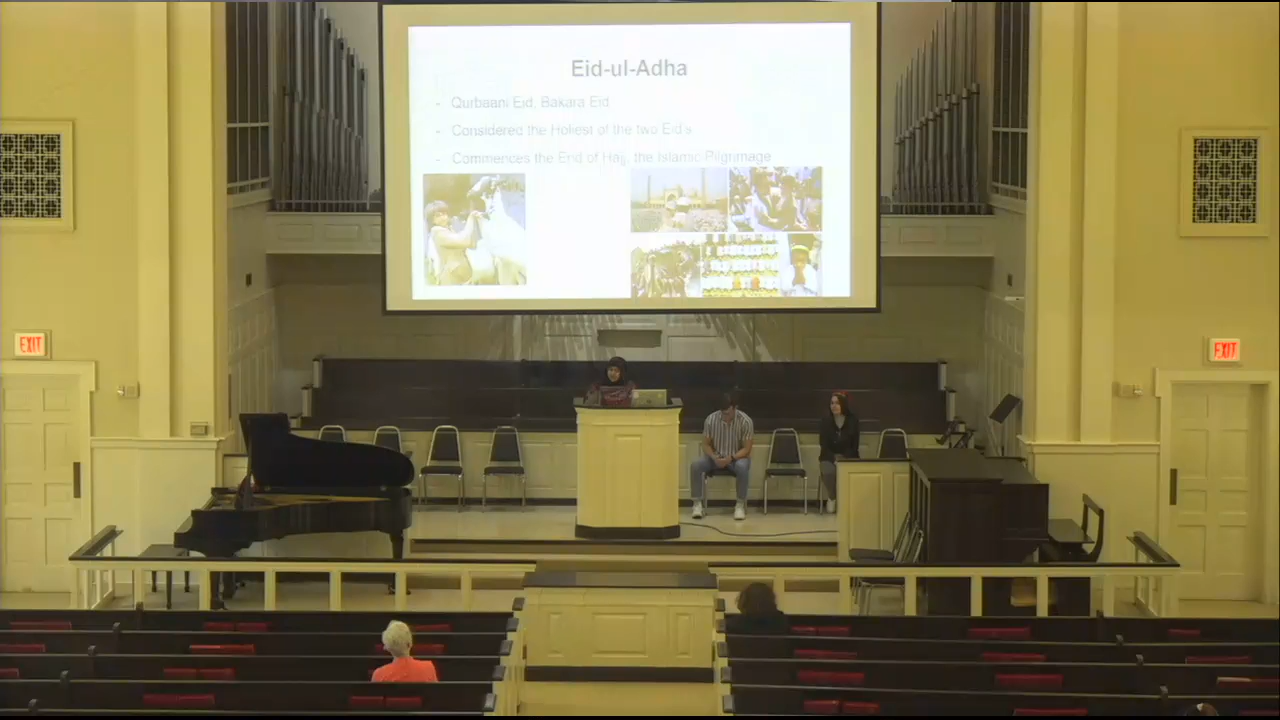 Eid-ul-Adha
- Qurbaani Eid, Bakara Eid
- Considered the Holiest of the two Eid's
- Commences the End of Hajj, the Islamic Pilgrimage
EXIT
EXIT